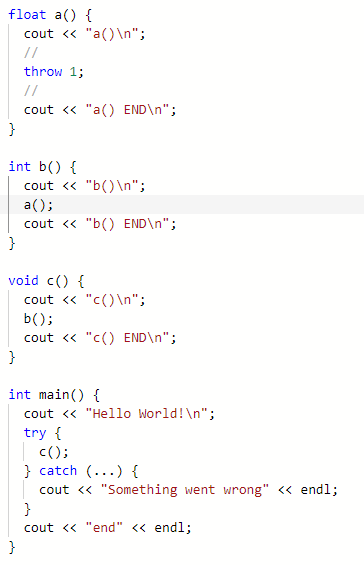 float a() {
  cout << "a()\n";
  //
  throw 1;
  //
  cout << "a() END\n";
}

int b() {
  cout << "b()\n";
  a();
  cout << "b() END\n";
}

void c() {
  cout << "c()\n";
  b();
  cout << "c() END\n";
}

int main() {
  cout << "Hello World!\n";
  try {
    c();
  } catch (...) {
    cout << "Something went wrong" << endl;
  }
  cout << "end" << endl;
}